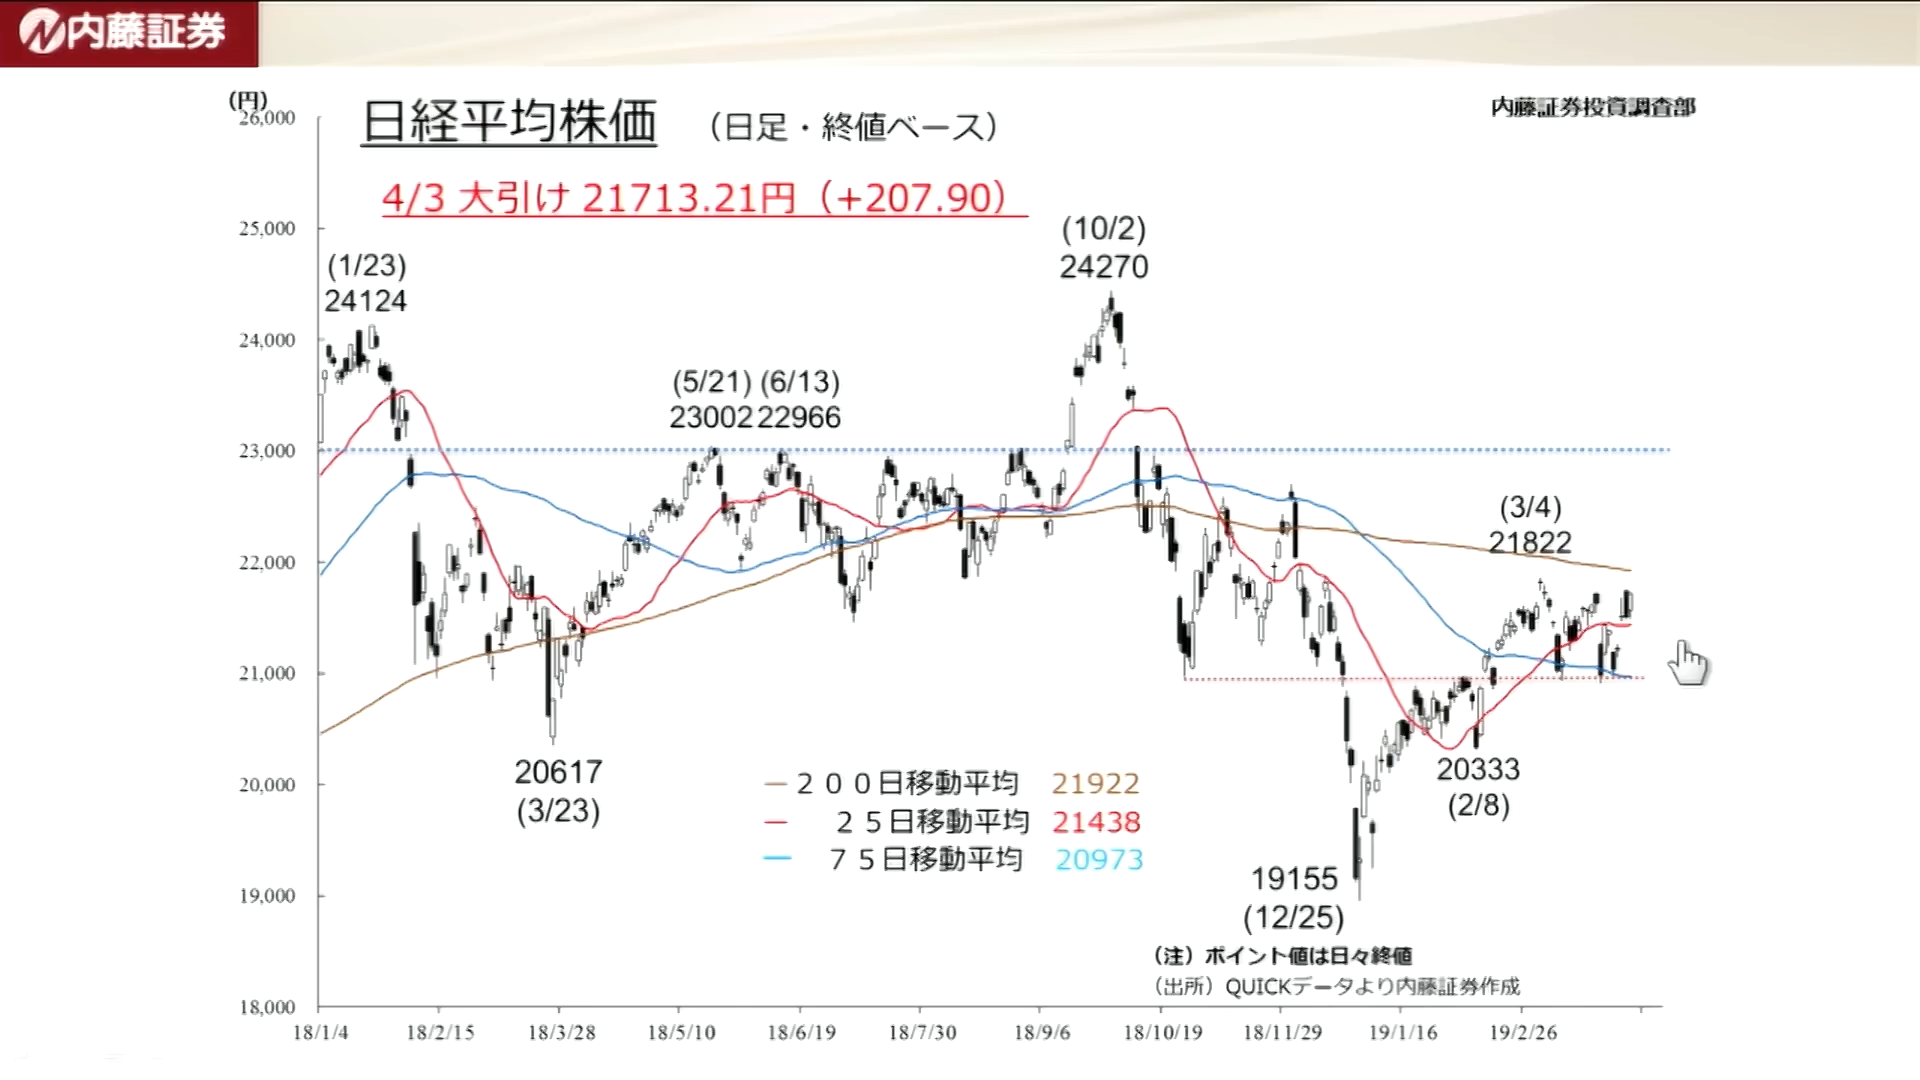 内藤証券
(円)
内藤証券投資調査部
日経平均株価 (日足・終値ベース)
4/3 大引け 21713.21円（+207.90）
26,000
25,000
24,000
23,000
22,000
21,000
20,000
19,000
18,000
(1/23)
24124
(5/21) (6/13)
23002 22966
(10/2)
24270
(3/4)
21822
20617
(3/23)
20333
(2/8)
19155
(12/25)
２００日移動平均 21922
２５日移動平均 21438
７５日移動平均 20973
（注）ポイント値は日々終値
（出所）QUICKデータより内藤証券作成
18/1/4 18/2/15 18/3/28 18/5/10 18/6/19 18/7/30 18/9/6 18/10/19 18/11/29 19/1/16 19/2/26